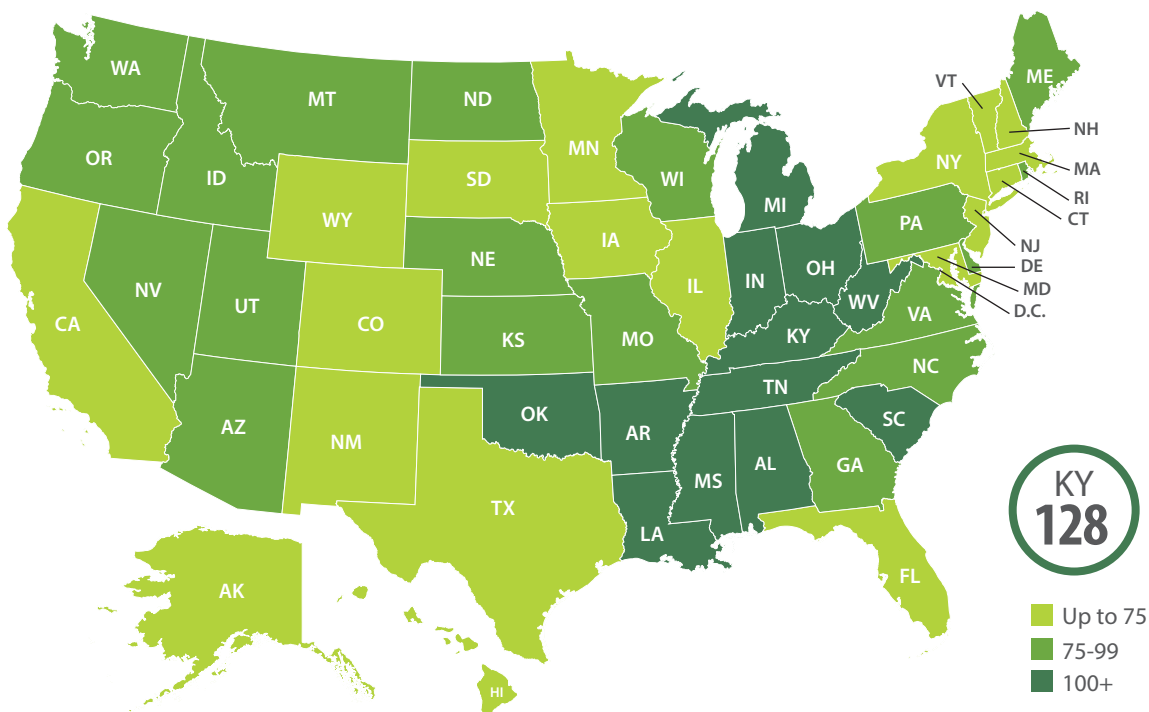 WA
MT
ND
MN
OR
ID
SD
WI
MI
WY
NE
IA
NV
UT
CO
KS
MO
IL
IN
OH
PA
NY
VT
ME
NH
MA
RI
CT
NJ
DE
MD
D.C.
CA
WV
VA
KY
NC
TN
AZ
NM
OK
AR
SC
MS
AL
GA
TX
LA
FL
AK
HI
KY
128
Up to 75
75-99
100+